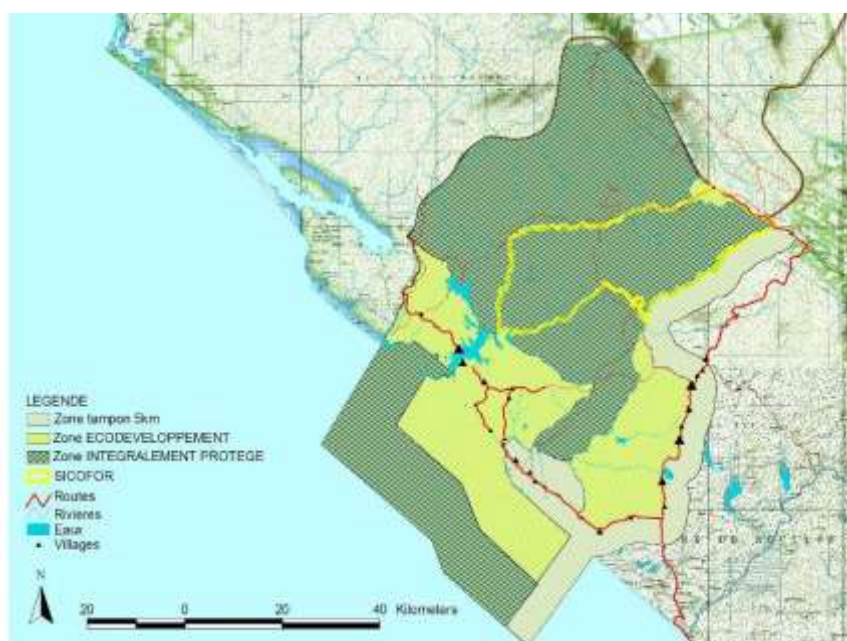 LEGENDE
Zone tampon 5km
Zone ECODEVELOPPEMENT
Zone INTEGRALEMENT PROTEGE
SICOFOR
Routes
Rivieres
Eaux
Villages
N
20 0 20 40 Kilometers